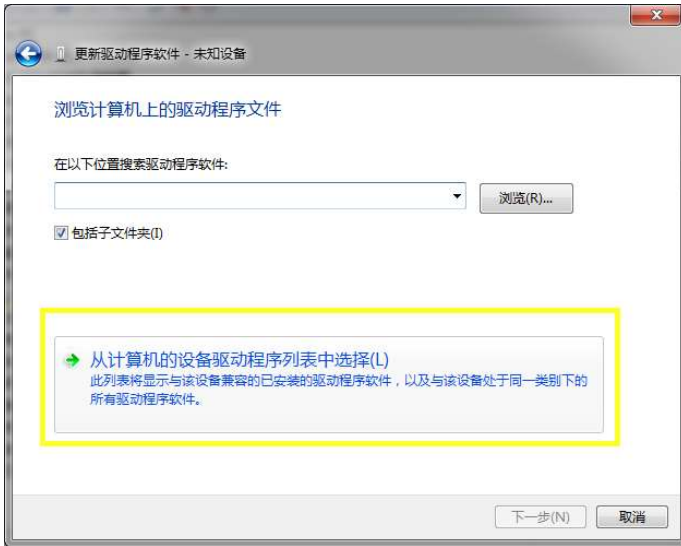 更新驱动程序软件 - 未知设备
浏览计算机上的驱动程序文件
在以下位置搜索驱动程序软件:
浏览(R)...
包括子文件夹(I)
从计算机的设备驱动程序列表中选择(L)
此列表将显示与该设备兼容的已安装的驱动程序软件，以及与该设备处于同一类别下的
所有驱动程序软件。
下一步(N)
取消